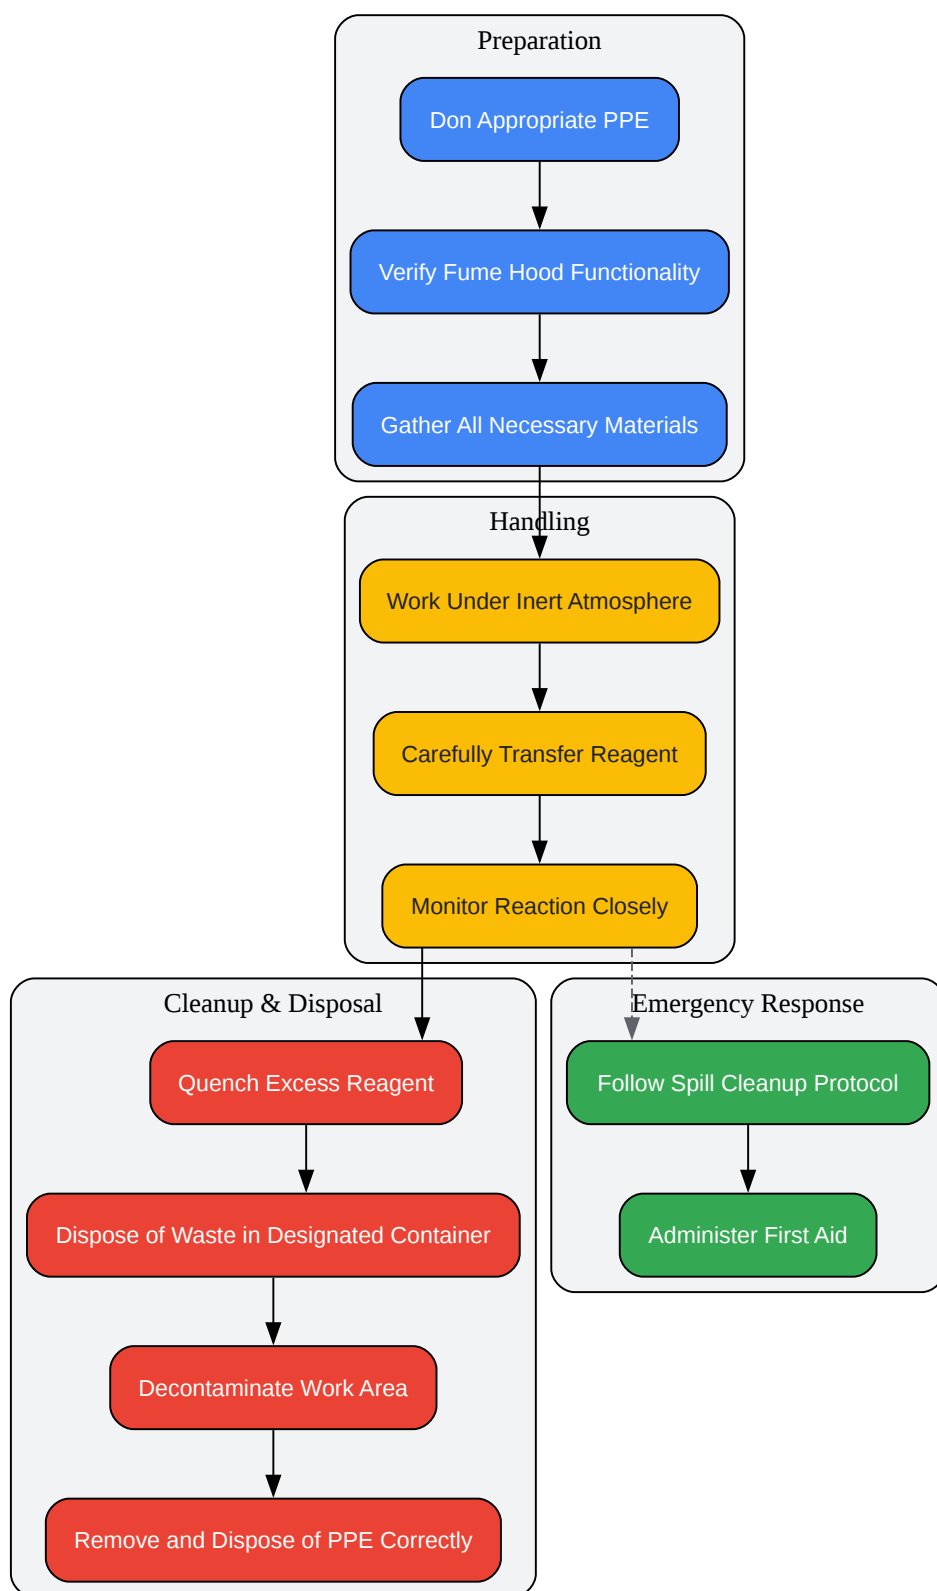 Preparation
Don Appropriate PPE
Verify Fume Hood Functionality
Gather All Necessary Materials
Handling
Work Under Inert Atmosphere
Carefully Transfer Reagent
Monitor Reaction Closely
Cleanup & Disposal
Quench Excess Reagent
Dispose of Waste in Designated Container
Decontaminate Work Area
Remove and Dispose of PPE Correctly
Emergency Response
Follow Spill Cleanup Protocol
Administer First Aid